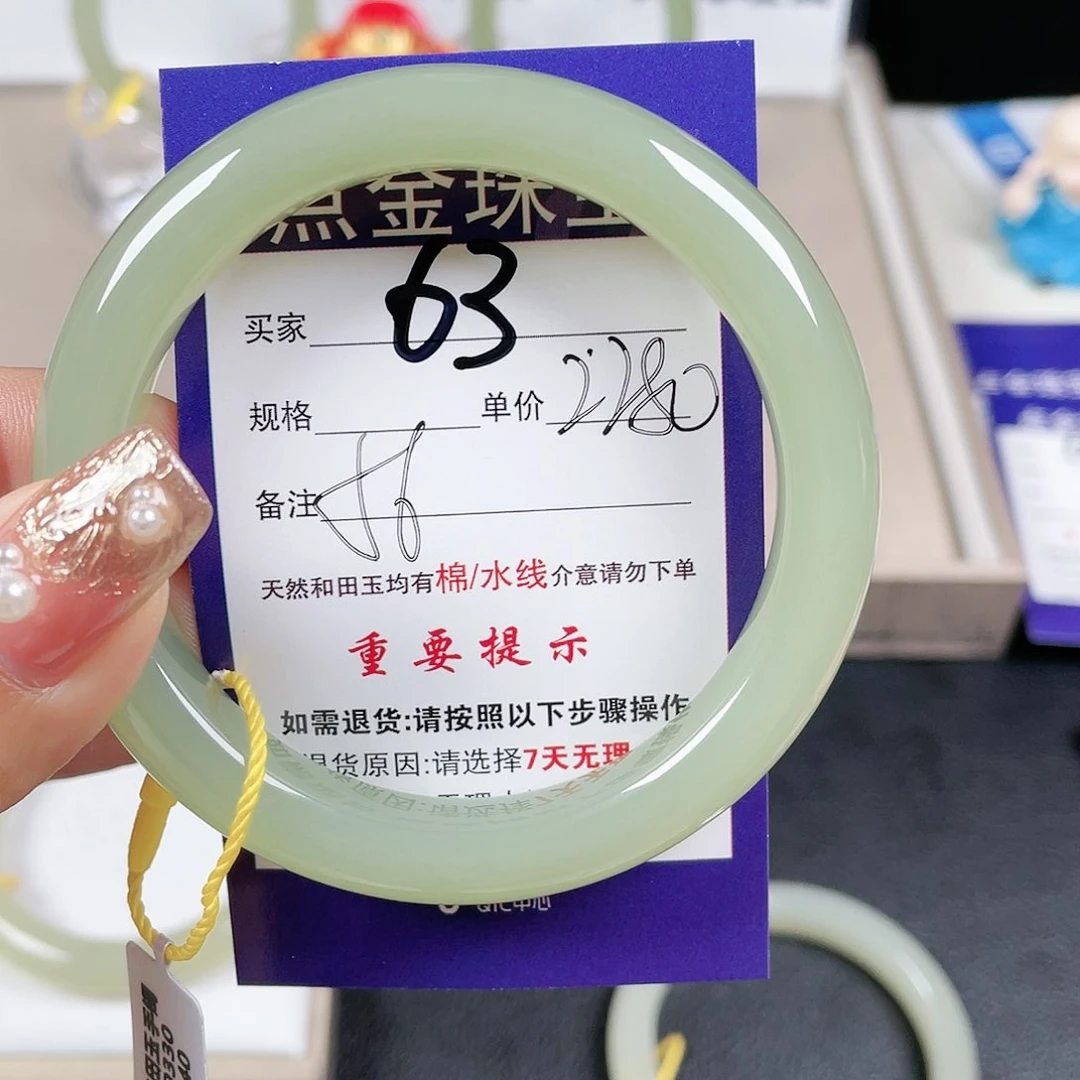 点金珠宝
63
买家
规格 单价 2280
56
备注
天然和田玉均有棉/水线介意请勿下单
重要提示
如需退货:请按照以下步骤操作
退货原因:请选择7天无理